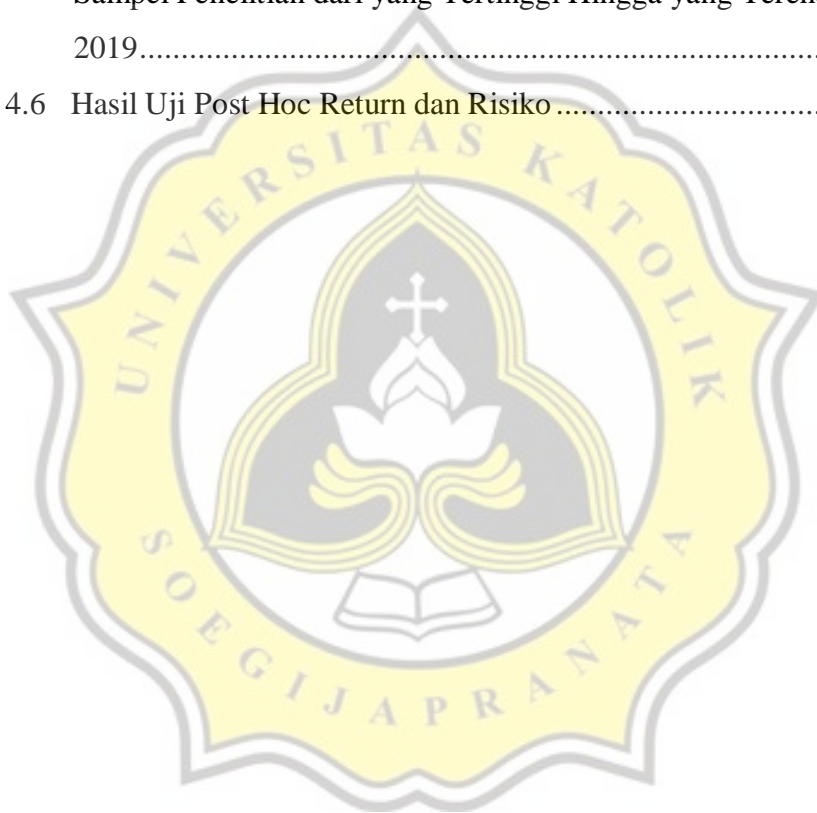 Sampel Penelitian dari yang Tertinggi Hingga yang
2019
4.6 Hasil Uji Post Hoc Return dan Risiko
UNIVERSITAS KATOLIK
SOEGIJAPRANATA